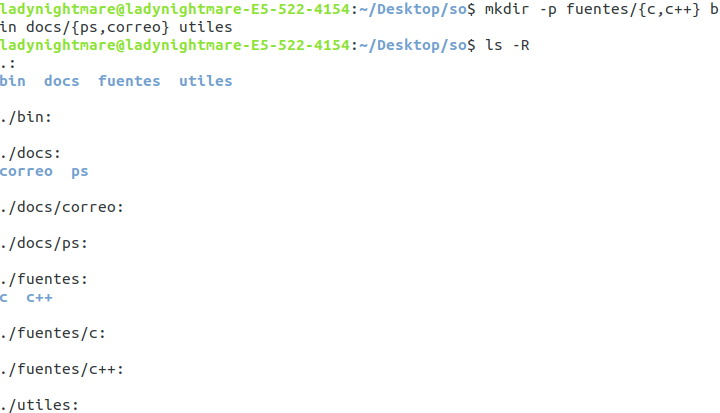 ladynightmare@ladynightmare-E5-522-4154:~/Desktop/so$ mkdir -p fuentes/{c,c++} b
in docs/{ps,correo} utiles
ladynightmare@ladynightmare-E5-522-4154:~/Desktop/so$ ls -R
.:
bin  docs  fuentes  utiles

./bin:

./docs:
correo  ps

./docs/correo:

./docs/ps:

./fuentes:
c  c++

./fuentes/c:

./fuentes/c++:

./utiles: